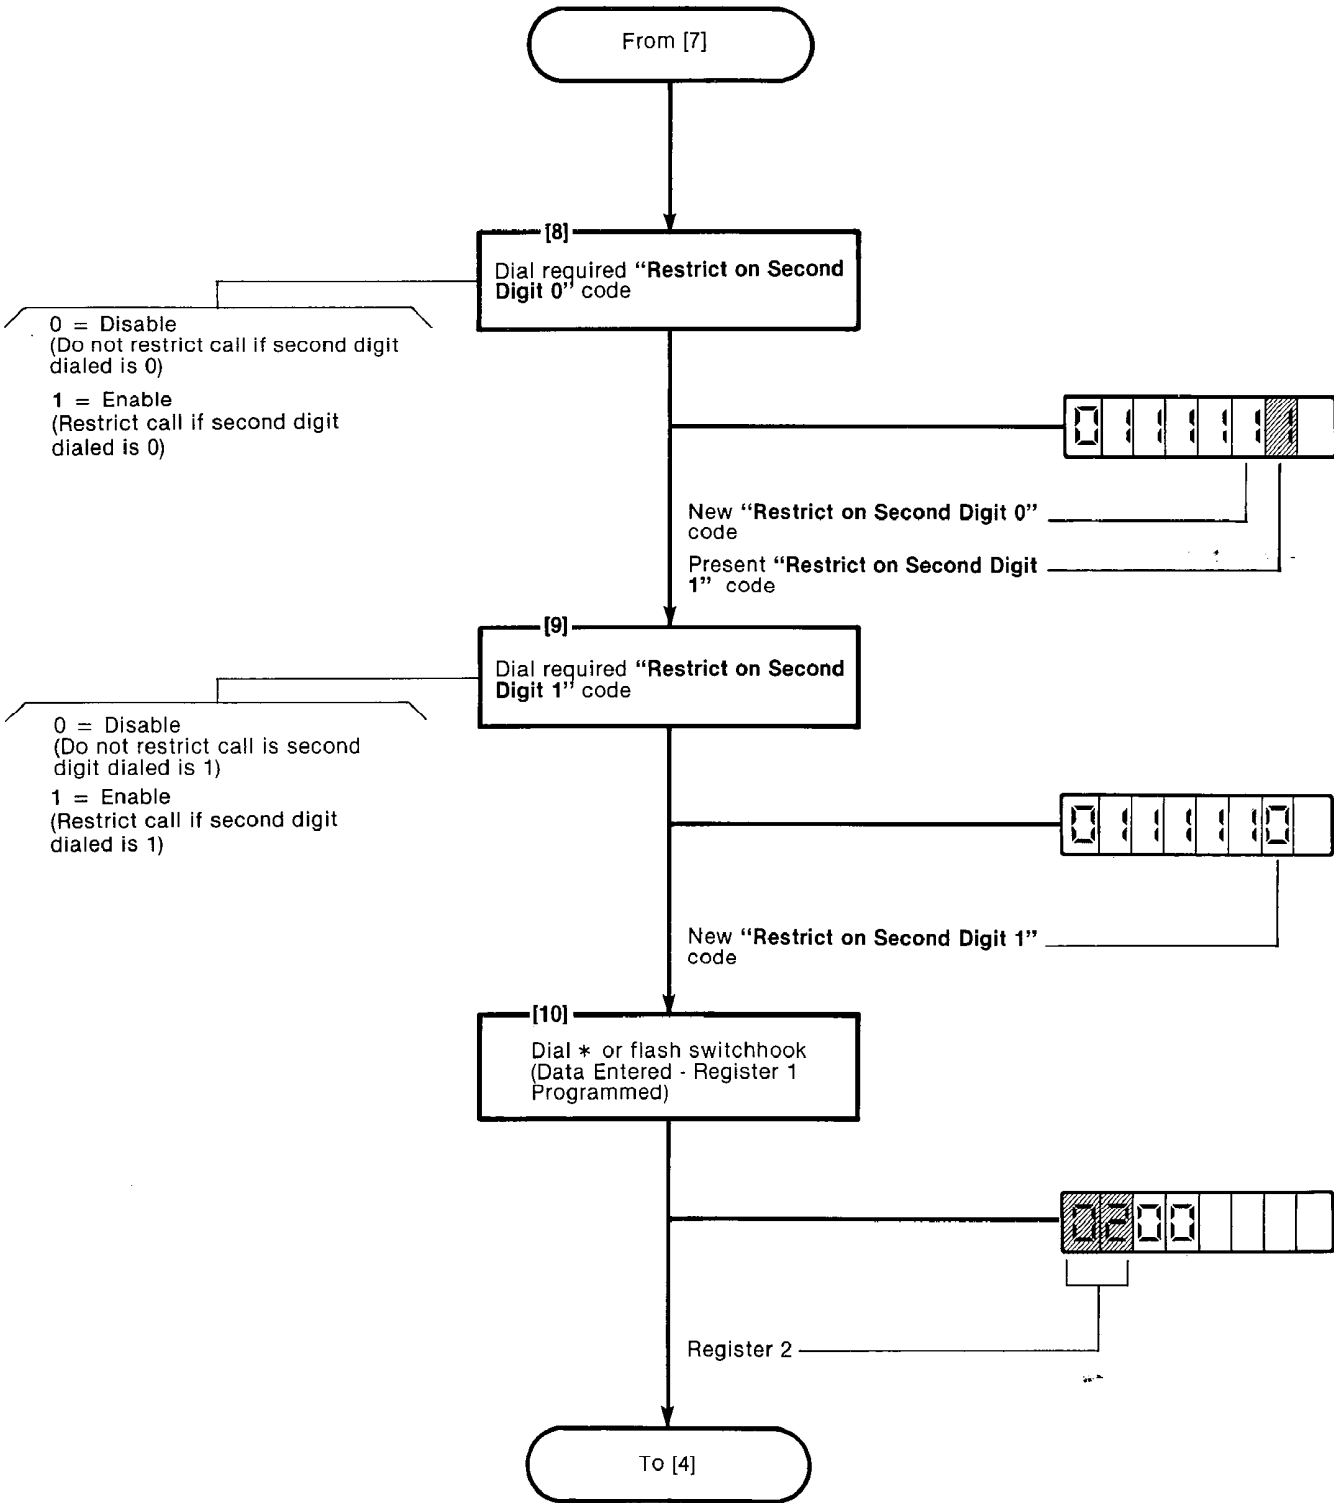 From [7]
[8]
Dial required “Restrict on Second
Digit 0” code
0 = Disable
(Do not restrict call if second digit
dialed is 0)
1 = Enable
(Restrict call if second digit
dialed is 0)
0111111
New “Restrict on Second Digit 0”
code
Present “Restrict on Second Digit
1” code
[9]
Dial required “Restrict on Second
Digit 1” code
0 = Disable
(Do not restrict call is second
digit dialed is 1)
1 = Enable
(Restrict call if second digit
dialed is 1)
0111110
New “Restrict on Second Digit 1”
code
[10]
Dial * or flash switchhook
(Data Entered - Register 1
Programmed)
0200
Register 2
To [4]